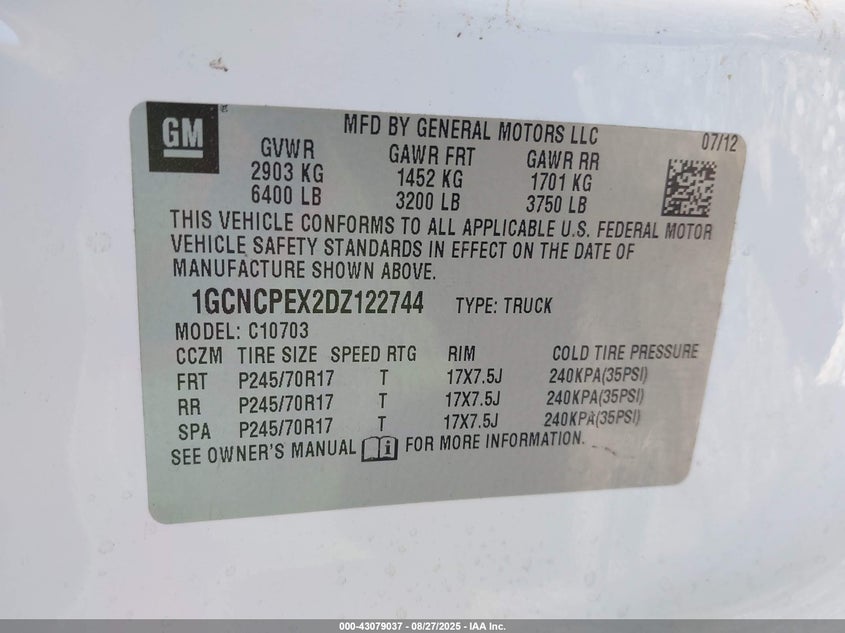 GM
MFD BY GENERAL MOTORS LLC
07/12
GVWR GAWR FRT GAWR RR
2903 KG 1452 KG 1701 KG
6400 LB 3200 LB 3750 LB
THIS VEHICLE CONFORMS TO ALL APPLICABLE U.S. FEDERAL MOTOR
VEHICLE SAFETY STANDARDS IN EFFECT ON THE DATE OF
MANUFACTURE SHOWN ABOVE.
1GCNCPEX2DZ122744 TYPE: TRUCK
MODEL: C10703
CCZM TIRE SIZE SPEED RTG RIM COLD TIRE PRESSURE
FRT P245/70R17 T 17X7.5J 240KPA(35PSI)
RR P245/70R17 T 17X7.5J 240KPA(35PSI)
SPA P245/70R17 T 17X7.5J 240KPA(35PSI)
SEE OWNER'S MANUAL FOR MORE INFORMATION.
000-43079037 - 08/27/2025 - IAA Inc.